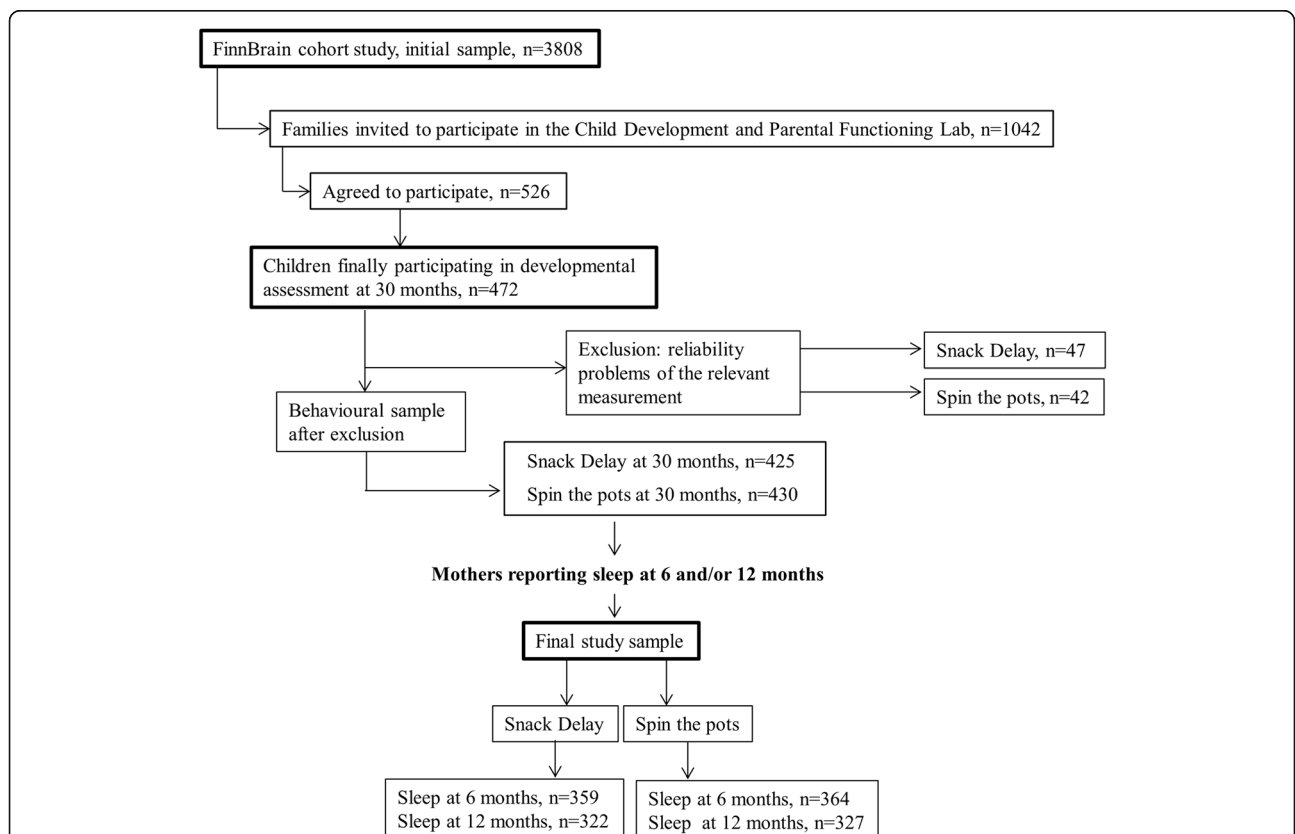 FinnBrain cohort study, initial sample, n=3808
Families invited to participate in the Child Development and Parental Functioning Lab, n=1042
Agreed to participate, n=526
Children finally participating in developmental
assessment at 30 months, n=472
Exclusion: reliability
problems of the relevant
measurement
Snack Delay, n=47
Spin the pots, n=42
Behavioural sample
after exclusion
Snack Delay at 30 months, n=425
Spin the pots at 30 months, n=430
Mothers reporting sleep at 6 and/or 12 months
Final study sample
Snack Delay
Spin the pots
Sleep at 6 months, n=359
Sleep at 12 months, n=322
Sleep at 6 months, n=364
Sleep at 12 months, n=327